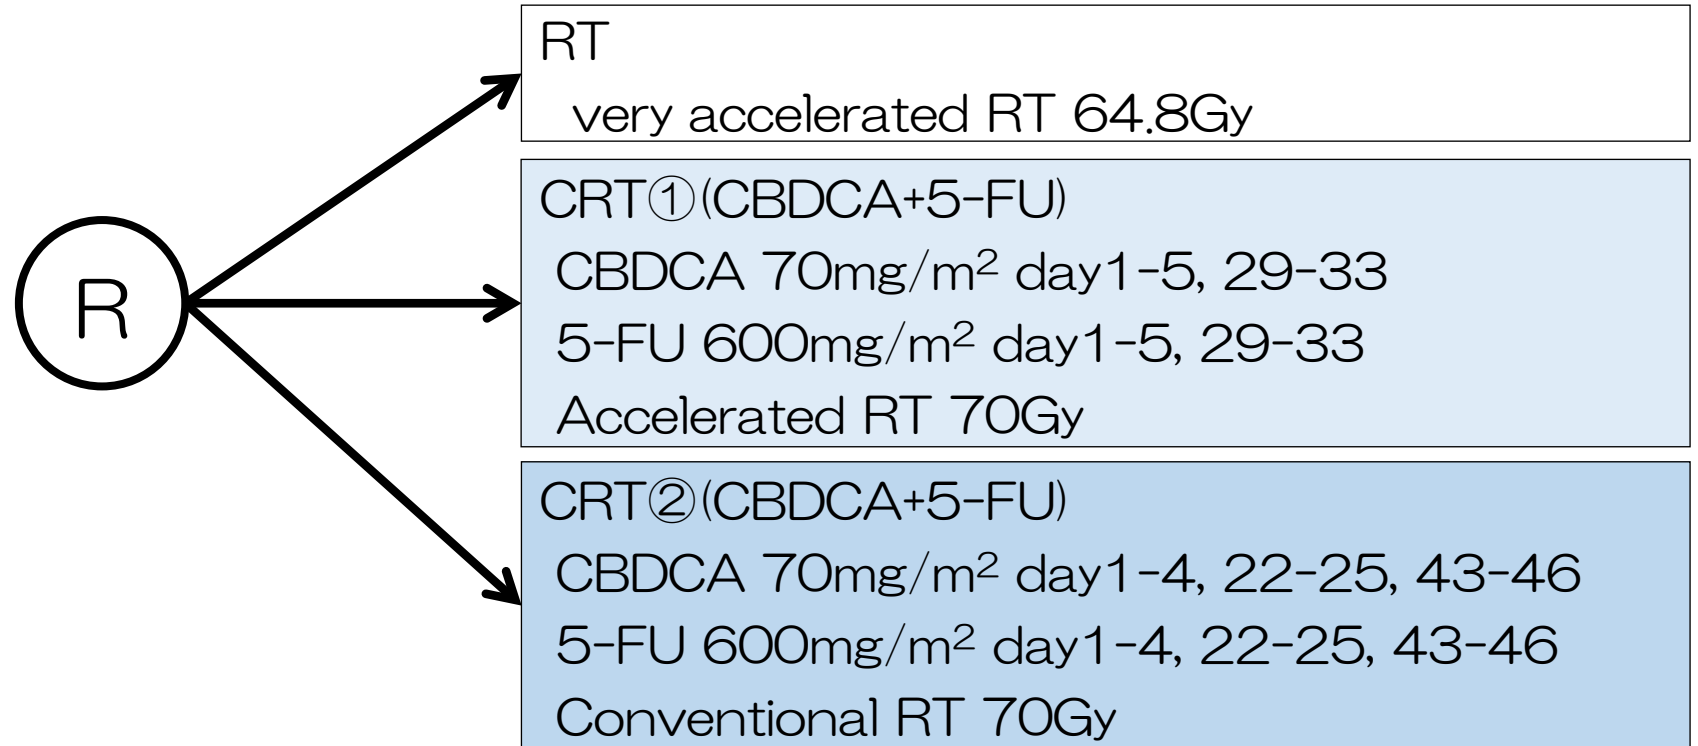 R
RT
very accelerated RT 64.8Gy
CRT①(CBDCA+5-FU)
CBDCA 70mg/m² day1-5, 29-33
5-FU 600mg/m² day1-5, 29-33
Accelerated RT 70Gy
CRT②(CBDCA+5-FU)
CBDCA 70mg/m² day1-4, 22-25, 43-46
5-FU 600mg/m² day1-4, 22-25, 43-46
Conventional RT 70Gy